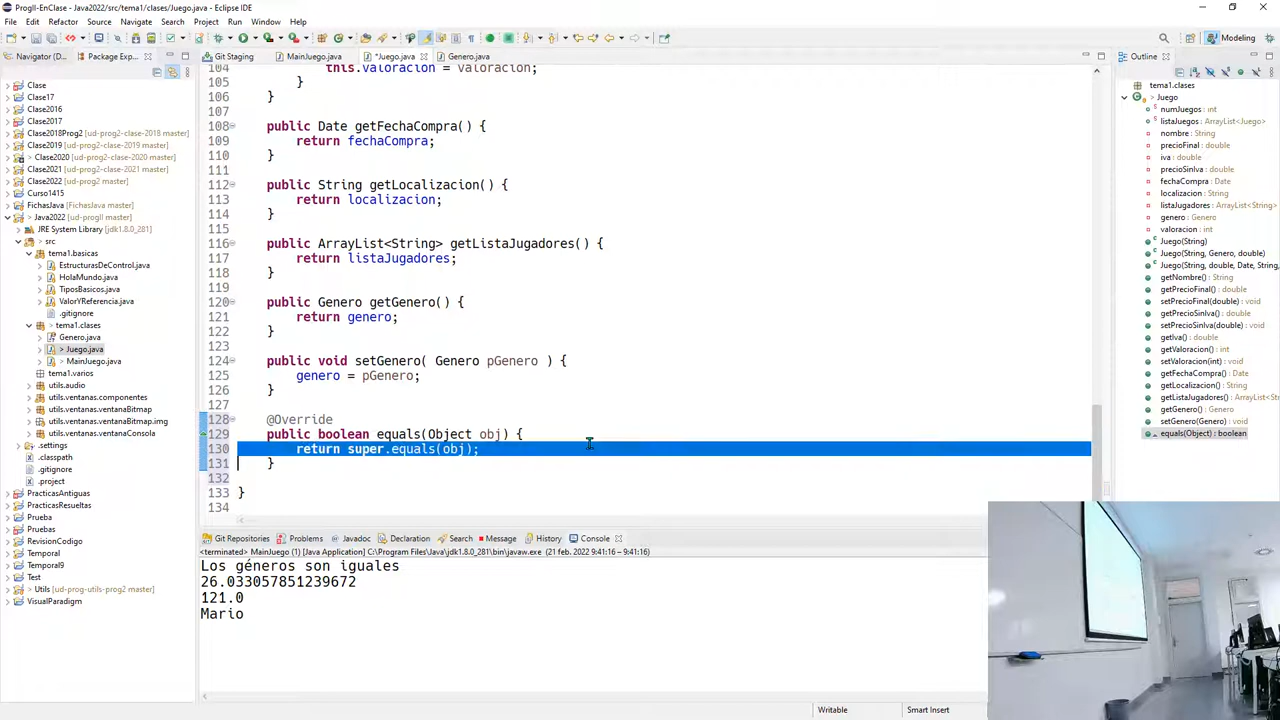 ProgII-EnClase - Java2022/src/tema1/clases/Juego.java - Eclipse IDE
File Edit Refactor Source Navigate Search Project Run Window Help
Modeling
Navigator (D... Package Exp...
Git Staging MainJuego.java *Juego.java Genero.java
Outline
Clase
Clase17
Clase2016
Clase2017
Clase2018Prog2 [ud-prog2-clase-2018 master]
Clase2019 [ud-prog2-clase-2019 master]
> Clase2020 [ud-prog2-clase-2020 master]
Clase2021 [ud-prog2-clase-2021 master]
Clase2022 [ud-prog2 master]
Curso1415
FichasJava [ud-progI master]
> Java2022 [ud-progII master]
JRE System Library [jdk1.8.0_281]
> src
tema1.basicas
EstructurasDeControl.java
HolaMundo.java
TiposBasicos.java
ValorYReferencia.java
.gitignore
> tema1.clases
Genero.java
> Juego.java
> MainJuego.java
tema1.varios
utils.audio
utils.ventanas.componentes
utils.ventanas.ventanaBitmap
utils.ventanas.ventanaBitmap.img
utils.ventanas.ventanaConsola
.settings
.classpath
.gitignore
.project
PracticasAntiguas
PracticasResueltas
Prueba
Pruebas
RevisionCodigo
Temporal
Temporal9
Test
> Utils [ud-prog-utils-prog2 master]
VisualParadigm
104 this.valoracion = valoracion;
105 }
106 }
107
108 public Date getFechaCompra() {
109 return fechaCompra;
110 }
111
112 public String getLocalizacion() {
113 return localizacion;
114 }
115
116 public ArrayList<String> getListaJugadores() {
117 return listaJugadores;
118 }
119
120 public Genero getGenero() {
121 return genero;
122 }
123
124 public void setGenero( Genero pGenero ) {
125 genero = pGenero;
126 }
127
128 @Override
129 public boolean equals(Object obj) {
130 return super.equals(obj);
131 }
132
133 }
134
Git Repositories Problems Javadoc Declaration Search Message History Console
<terminated> MainJuego (1) [Java Application] C:\Program Files\Java\jdk1.8.0_281\bin\javaw.exe (21 feb. 2022 9:41:16 – 9:41:16)
Los géneros son iguales
26.033057851239672
121.0
Mario
tema1.clases
Juego
numJuegos : int
listaJuegos : ArrayList<Juego>
nombre : String
precioFinal : double
iva : double
precioSinIva : double
fechaCompra : Date
localizacion : String
listaJugadores : ArrayList<String>
genero : Genero
valoracion : int
Juego(String)
Juego(String, Genero, double)
Juego(String, double, Date, String,
getNombre() : String
getPrecioFinal() : double
setPrecioFinal(double) : void
getPrecioSinIva() : double
setPrecioSinIva(double) : void
getIva() : double
getValoracion() : int
setValoracion(int) : void
getFechaCompra() : Date
getLocalizacion() : String
getListaJugadores() : ArrayList<Str
getGenero() : Genero
setGenero(Genero) : void
equals(Object) : boolean
Writable
Smart Insert